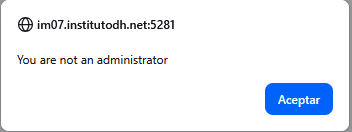 im07.institutodh.net:5281
You are not an administrator
Aceptar